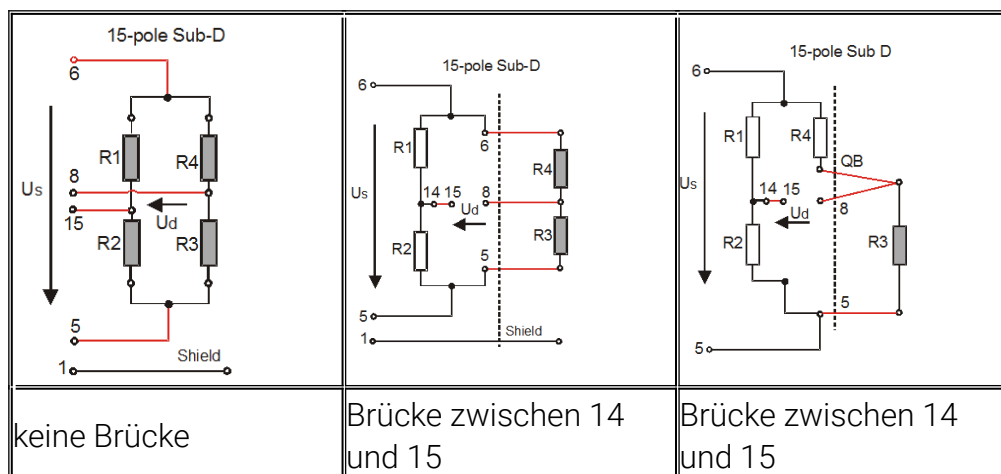 15-pole Sub-D
6
R1
R4
Us
8
15
Ud
R2
R3
5
1
Shield
15-pole Sub-D
6
R1
6
R4
Us
14 15
8
Ud
R2
R3
5
5
1
Shield
15-pole Sub D
6
R1
R4
QB
Us
14 15
8
Ud
R2
R3
5
5
keine Brücke
Brücke zwischen 14
und 15
Brücke zwischen 14
und 15